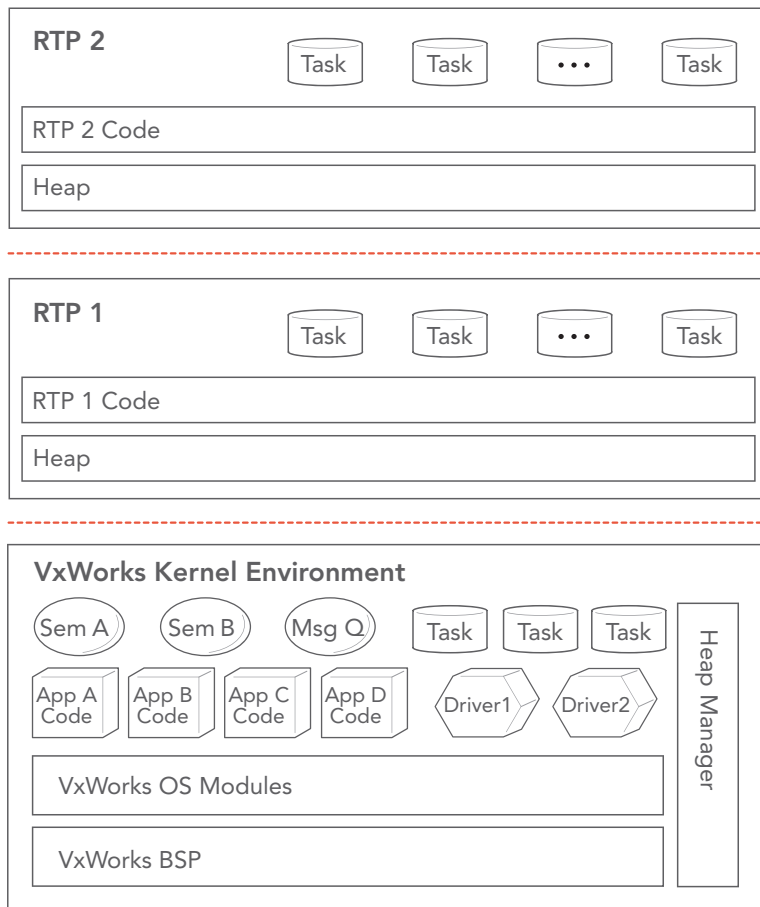 RTP 2
Task Task ••• Task
RTP 2 Code
Heap
RTP 1
Task Task ••• Task
RTP 1 Code
Heap
VxWorks Kernel Environment
Sem A Sem B Msg Q Task Task Task
App A Code
App B Code
App C Code
App D Code
Driver1 Driver2
Heap Manager
VxWorks OS Modules
VxWorks BSP